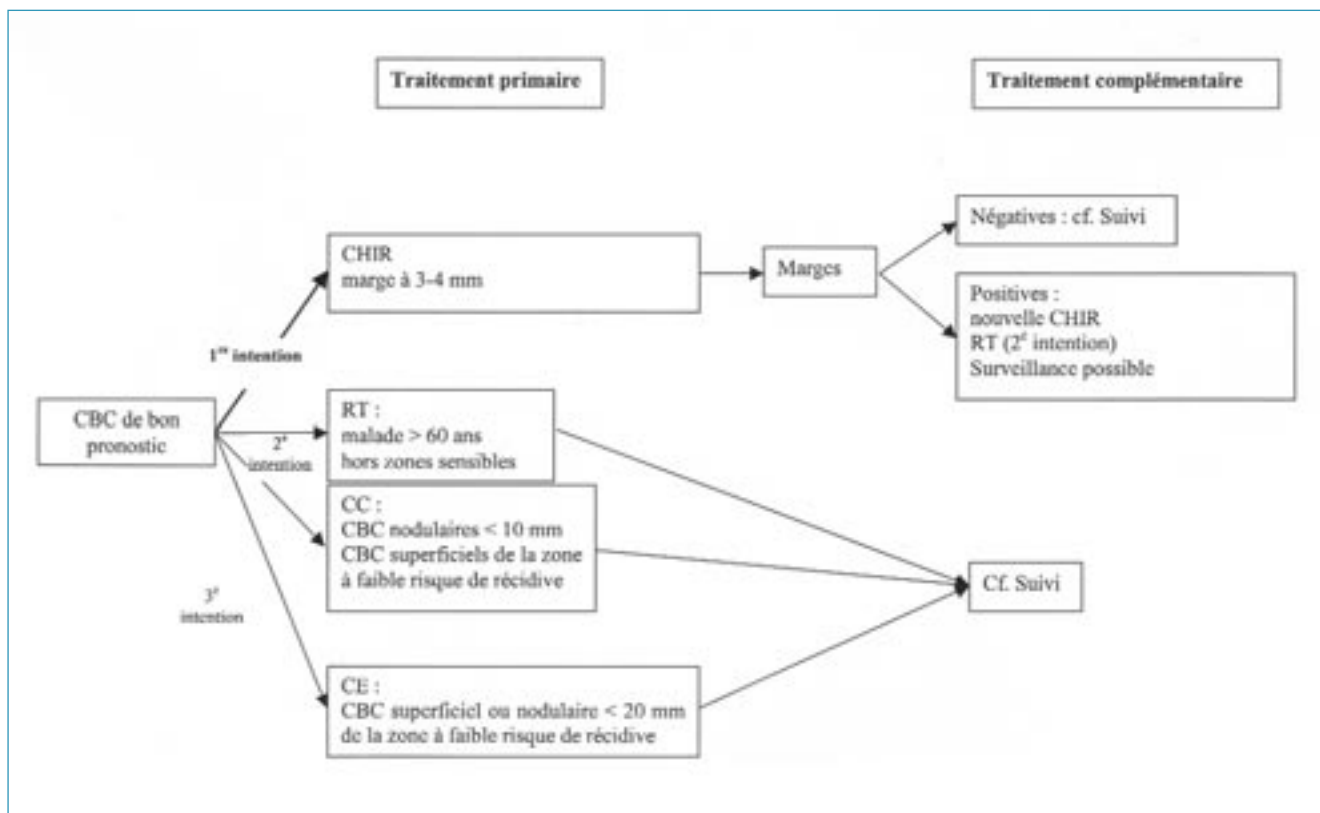 Traitement primaire
Traitement complémentaire
CHIR
marge à 3-4 mm
Marges
Négatives : cf. Suivi
Positives :
nouvelle CHIR
RT (2e intention)
Surveillance possible
1re intention
CBC de bon
pronostic
2e
intention
RT :
malade > 60 ans
hors zones sensibles
CC :
CBC nodulaires < 10 mm
CBC superficiels de la zone
à faible risque de récidive
3e
intention
Cf. Suivi
CE :
CBC superficiel ou nodulaire < 20 mm
de la zone à faible risque de récidive